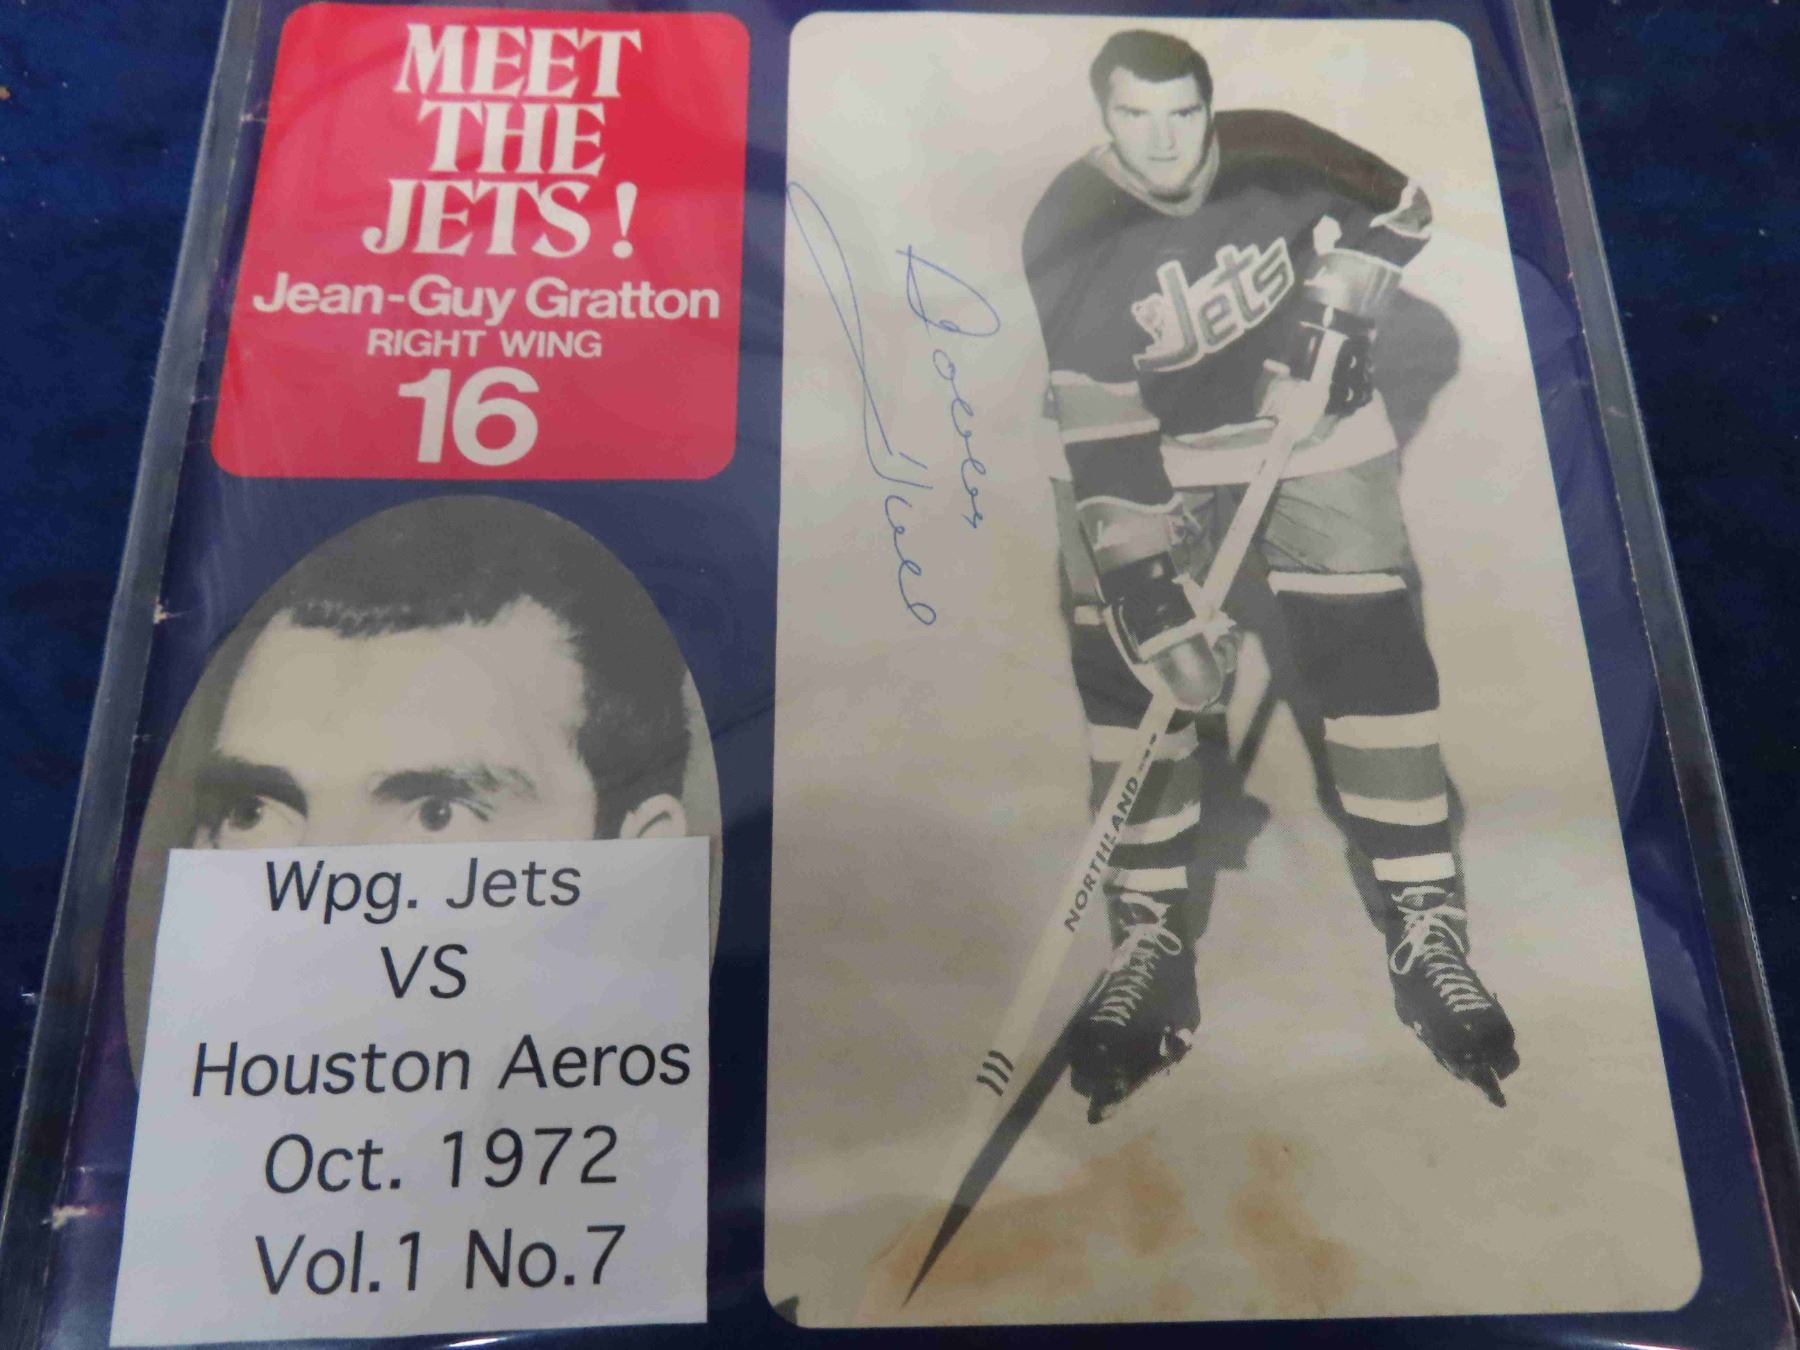 MEET
THE
JETS!
Jean-Guy Gratton
RIGHT WING
16
Jets
NORTHLAND
Wpg. Jets
VS
Houston Aeros
Oct. 1972
Vol.1 No.7